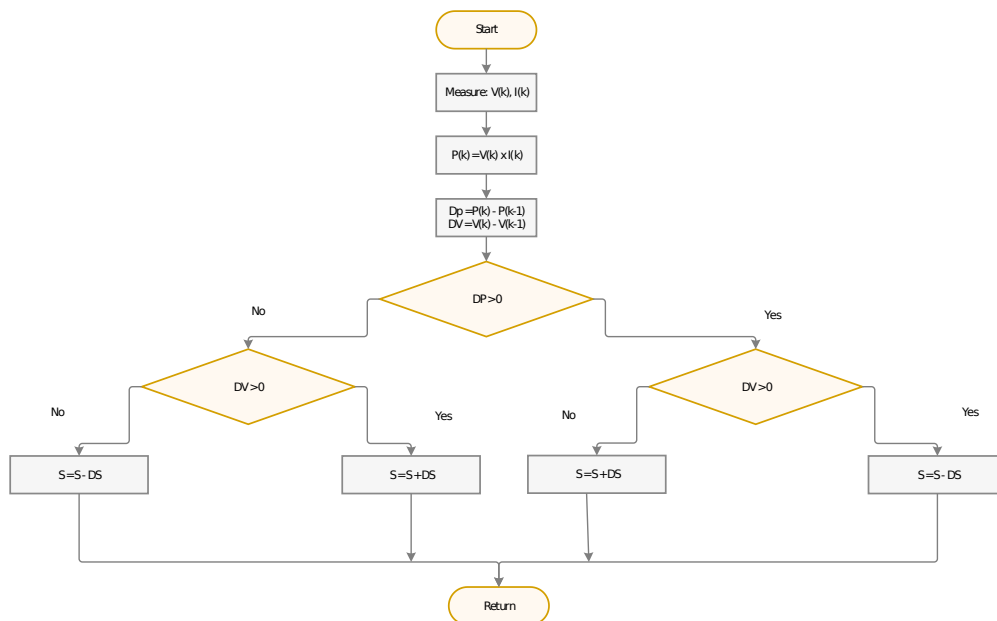 Start
Measure: V(k), I(k)
P(k) = V(k) x I(k)
Dp = P(k) - P(k-1)
DV = V(k) - V(k-1)
DP > 0
No
Yes
DV > 0
DV > 0
No
Yes
No
Yes
S = S - DS
S = S + DS
S = S + DS
S = S - DS
Return